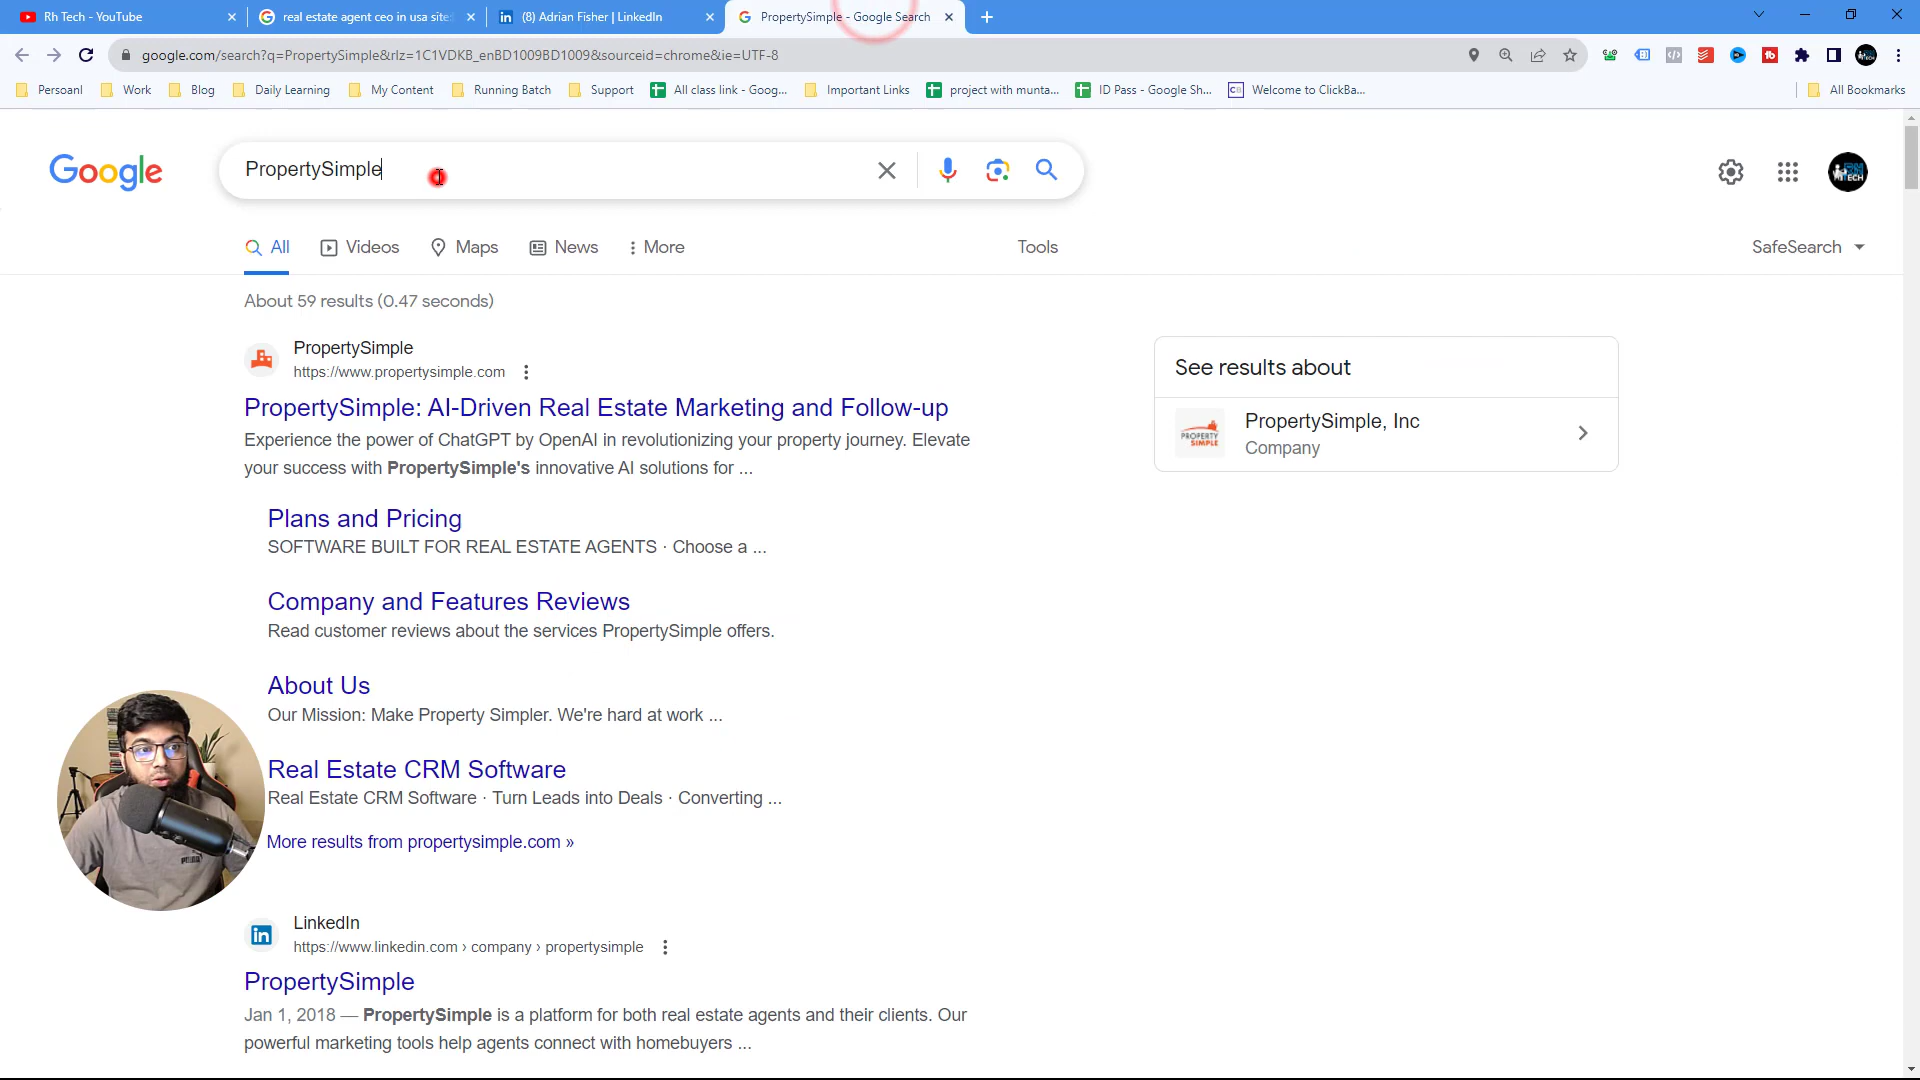 Rh Tech - YouTube
real estate agent ceo in usa site:
(8) Adrian Fisher | LinkedIn
PropertySimple - Google Search
google.com/search?q=PropertySimple&rlz=1C1VDKB_enBD1009BD1009&sourceid=chrome&ie=UTF-8
Persoanl
Work
Blog
Daily Learning
My Content
Running Batch
Support
All class link - Goog...
Important Links
project with munta...
ID Pass - Google Sh...
Welcome to ClickBa...
All Bookmarks
Google
PropertySimple
All
Videos
Maps
News
More
Tools
SafeSearch
About 59 results (0.47 seconds)
PropertySimple
https://www.propertysimple.com
PropertySimple: AI-Driven Real Estate Marketing and Follow-up
Experience the power of ChatGPT by OpenAI in revolutionizing your property journey. Elevate
your success with PropertySimple's innovative AI solutions for ...
Plans and Pricing
SOFTWARE BUILT FOR REAL ESTATE AGENTS · Choose a ...
Company and Features Reviews
Read customer reviews about the services PropertySimple offers.
About Us
Our Mission: Make Property Simpler. We're hard at work ...
Real Estate CRM Software
Real Estate CRM Software · Turn Leads into Deals · Converting ...
More results from propertysimple.com »
LinkedIn
https://www.linkedin.com › company › propertysimple
PropertySimple
Jan 1, 2018 — PropertySimple is a platform for both real estate agents and their clients. Our
powerful marketing tools help agents connect with homebuyers ...
See results about
PROPERTY
SIMPLE
PropertySimple, Inc
Company